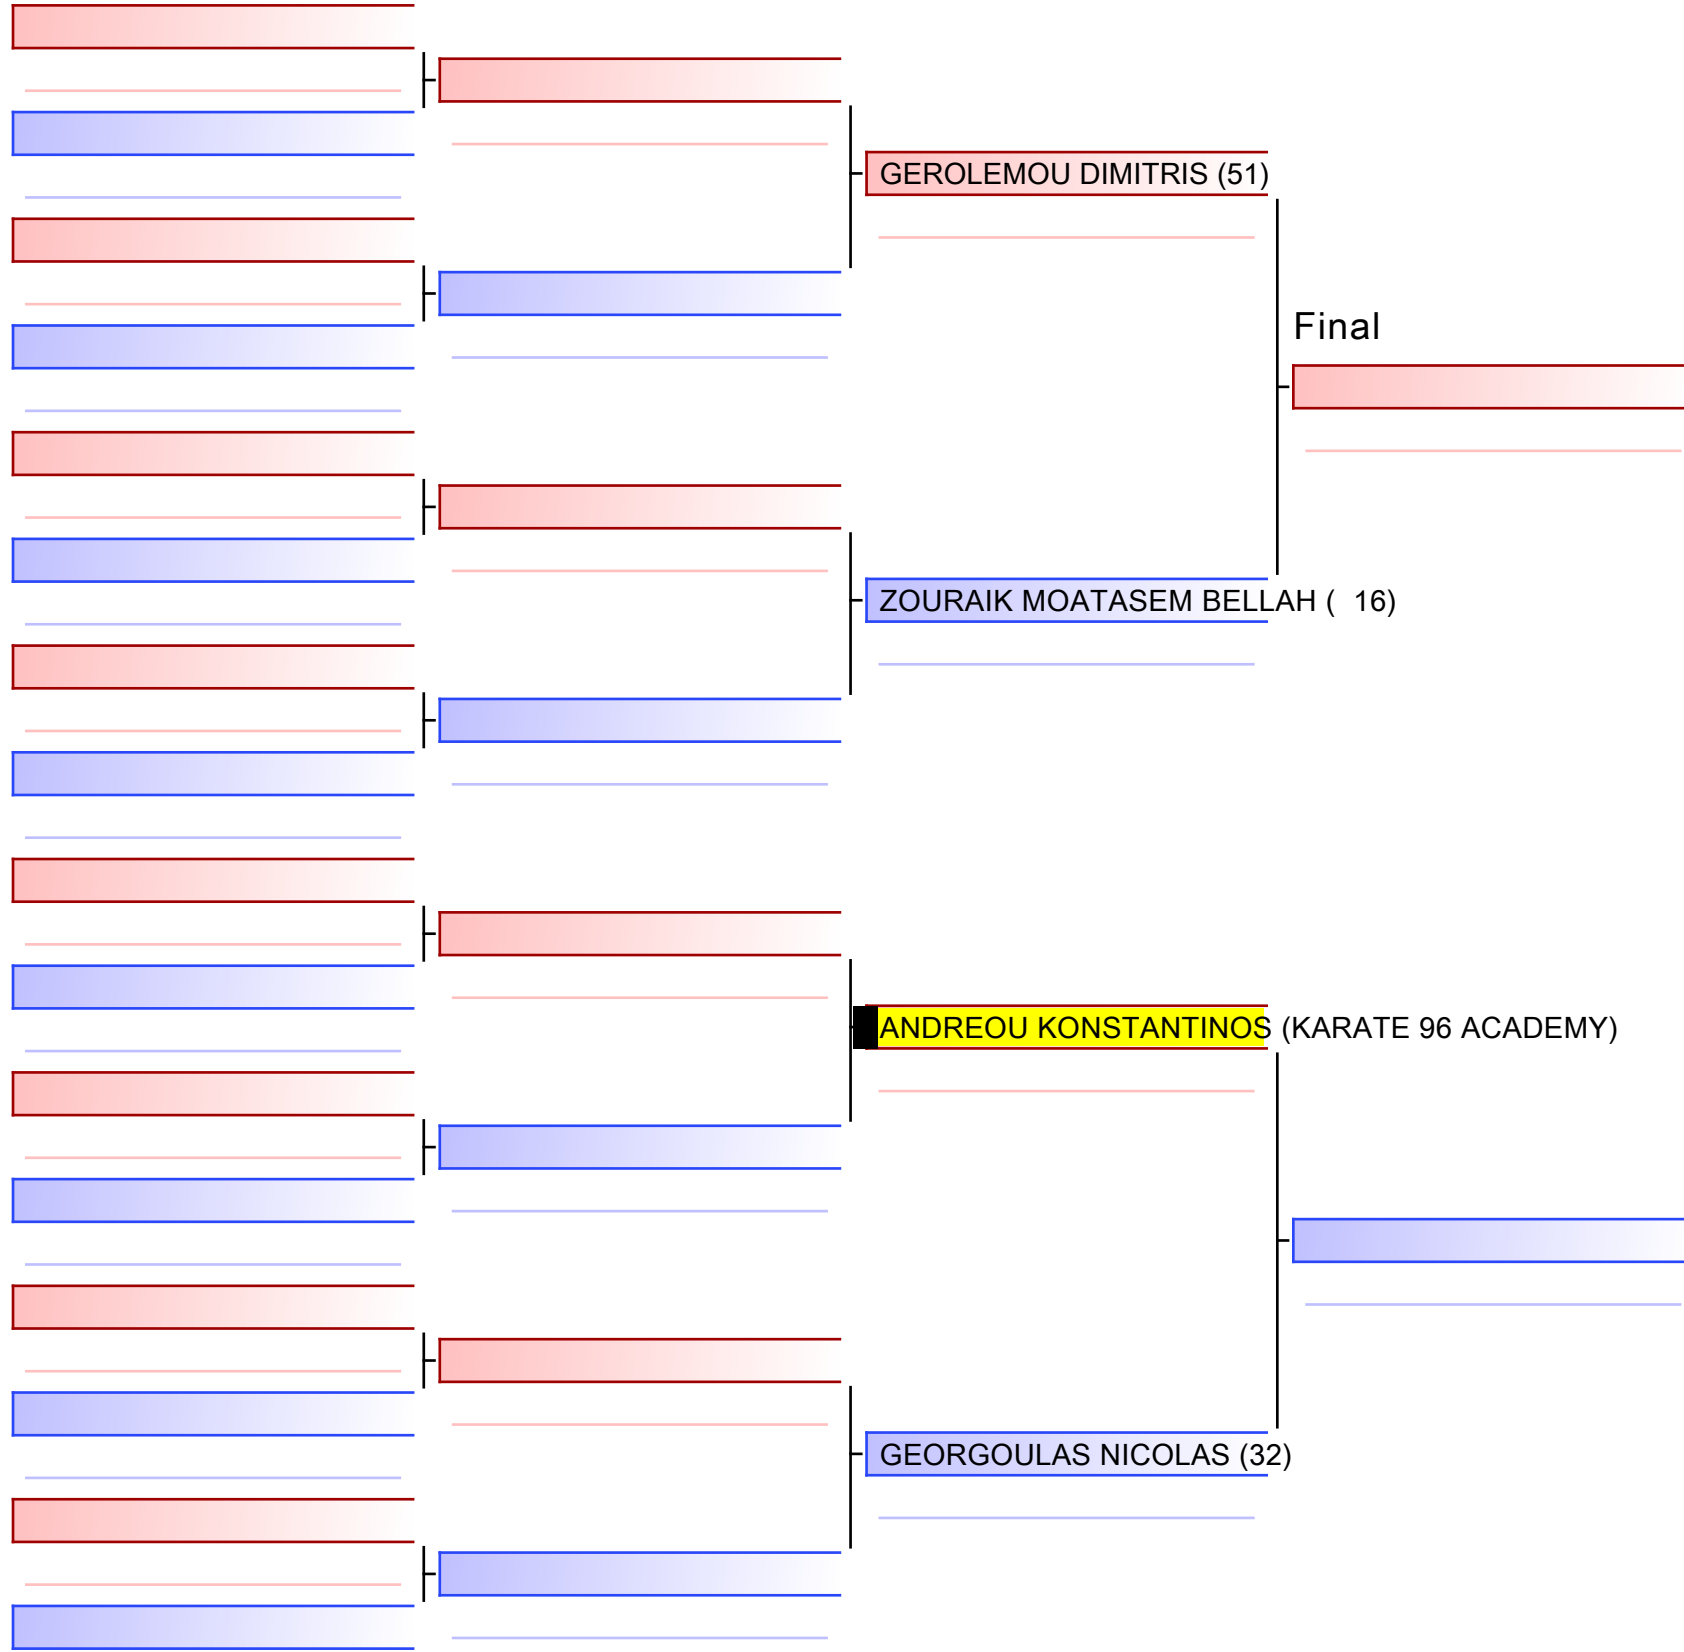 GEROLEMOU DIMITRIS (51)
Final
ZOURAIK MOATASEM BELLAH ( 16)
ANDREOU KONSTANTINOS (KARATE 96 ACADEMY)
GEORGOULAS NICOLAS (32)